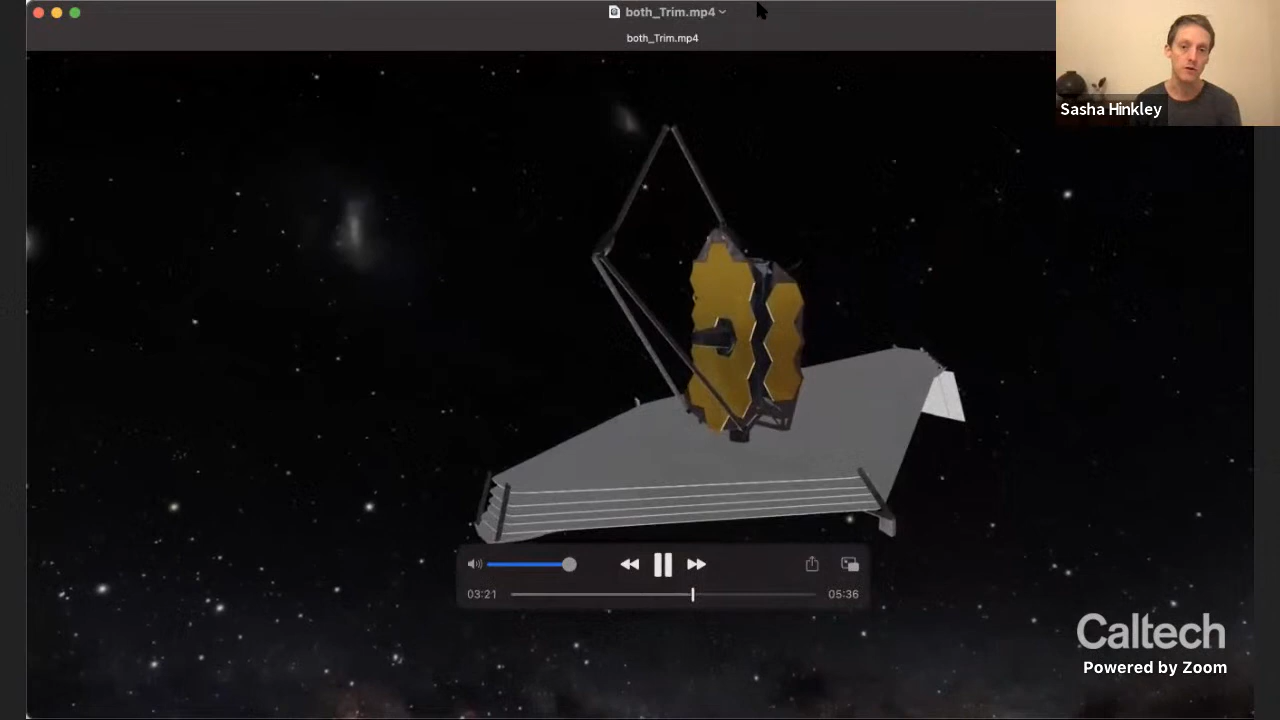 both_Trim.mp4
both_Trim.mp4
Sasha Hinkley
03:21
05:36
Caltech
Powered by Zoom